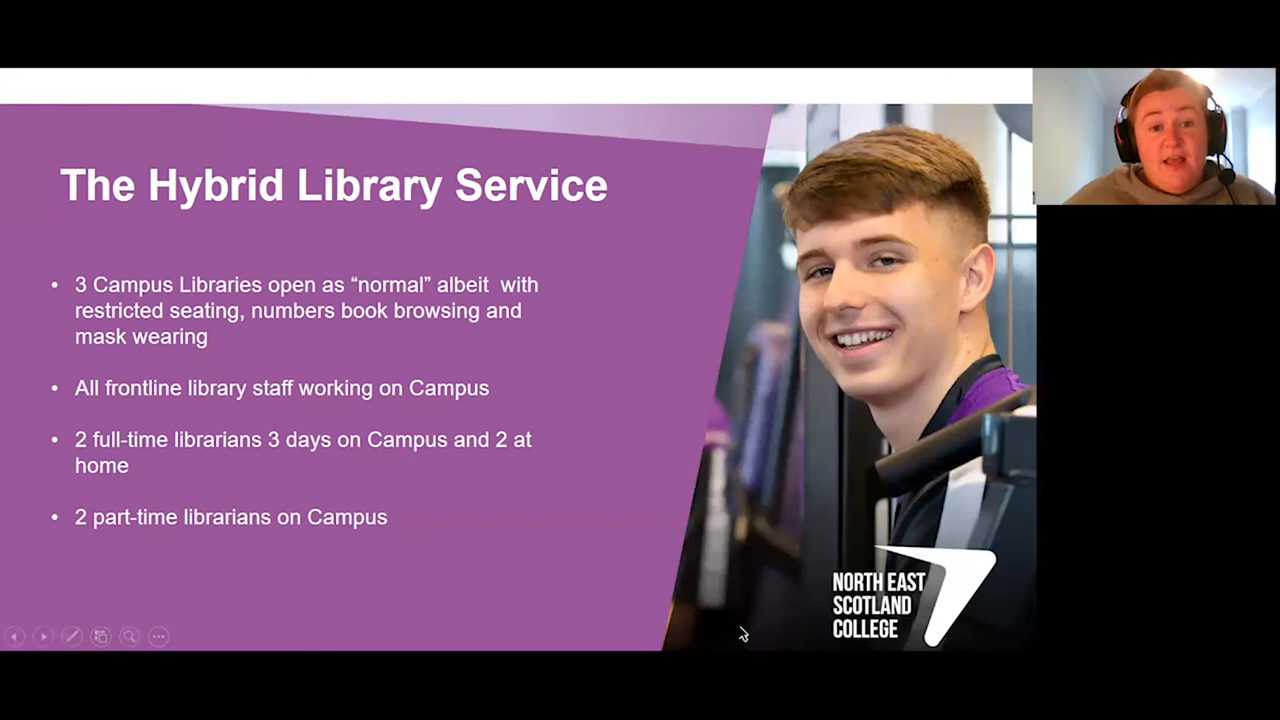 The Hybrid Library Service
• 3 Campus Libraries open as “normal” albeit with
restricted seating, numbers book browsing and
mask wearing
• All frontline library staff working on Campus
• 2 full-time librarians 3 days on Campus and 2 at
home
• 2 part-time librarians on Campus
NORTH EAST
SCOTLAND
COLLEGE